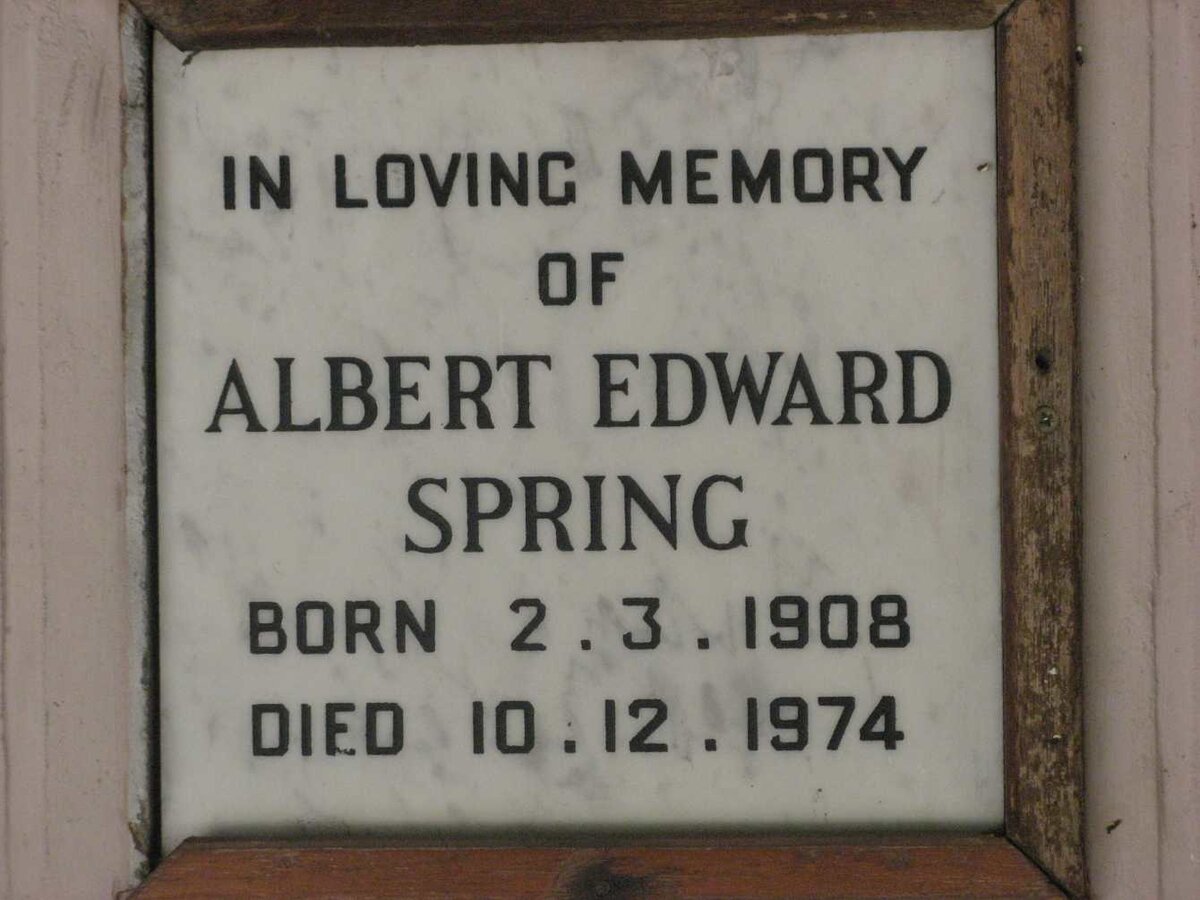 IN LOVING MEMORY
OF
ALBERT EDWARD
SPRING
BORN 2.3.1908
DIED 10.12.1974